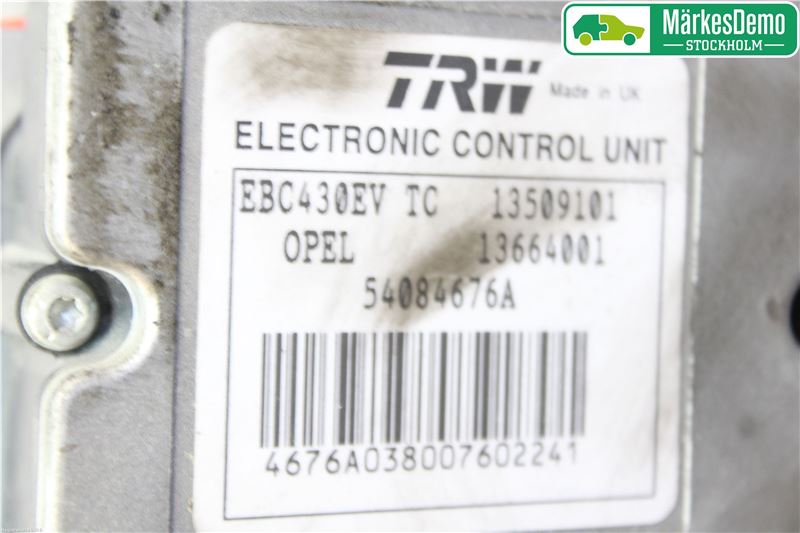 MärkesDemo
STOCKHOLM
TRW Made in UK
ELECTRONIC CONTROL UNIT
EBC430EV TC 13509101
OPEL 13664001
54084676A
4676A038007602241